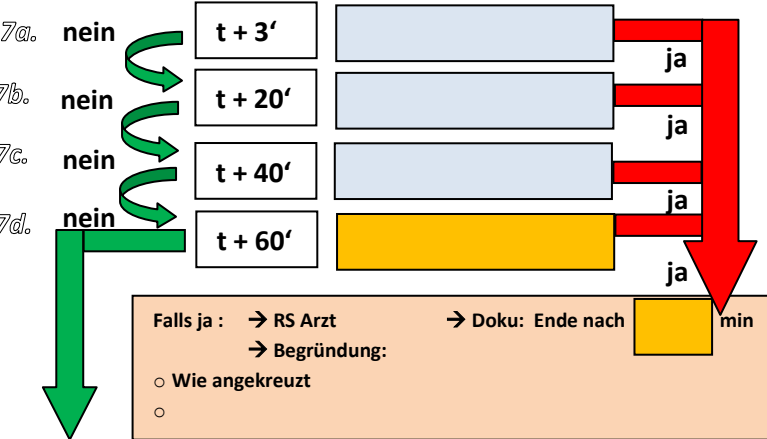 7a. nein t + 3‘ ja
7b. nein t + 20‘ ja
7c. nein t + 40‘ ja
7d. nein t + 60‘ ja
Falls ja : → RS Arzt → Doku: Ende nach min
→ Begründung:
○ Wie angekreuzt
○